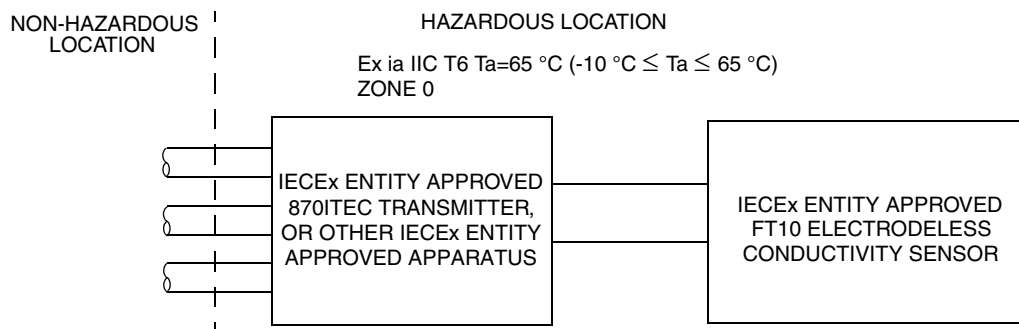 NON-HAZARDOUS
LOCATION
HAZARDOUS LOCATION
Ex ia IIC T6 Ta=65 °C (-10 °C ≤ Ta ≤ 65 °C)
ZONE 0
IECEx ENTITY APPROVED
870ITEC TRANSMITTER,
OR OTHER IECEx ENTITY
APPROVED APPARATUS
IECEx ENTITY APPROVED
FT10 ELECTRODELESS
CONDUCTIVITY SENSOR